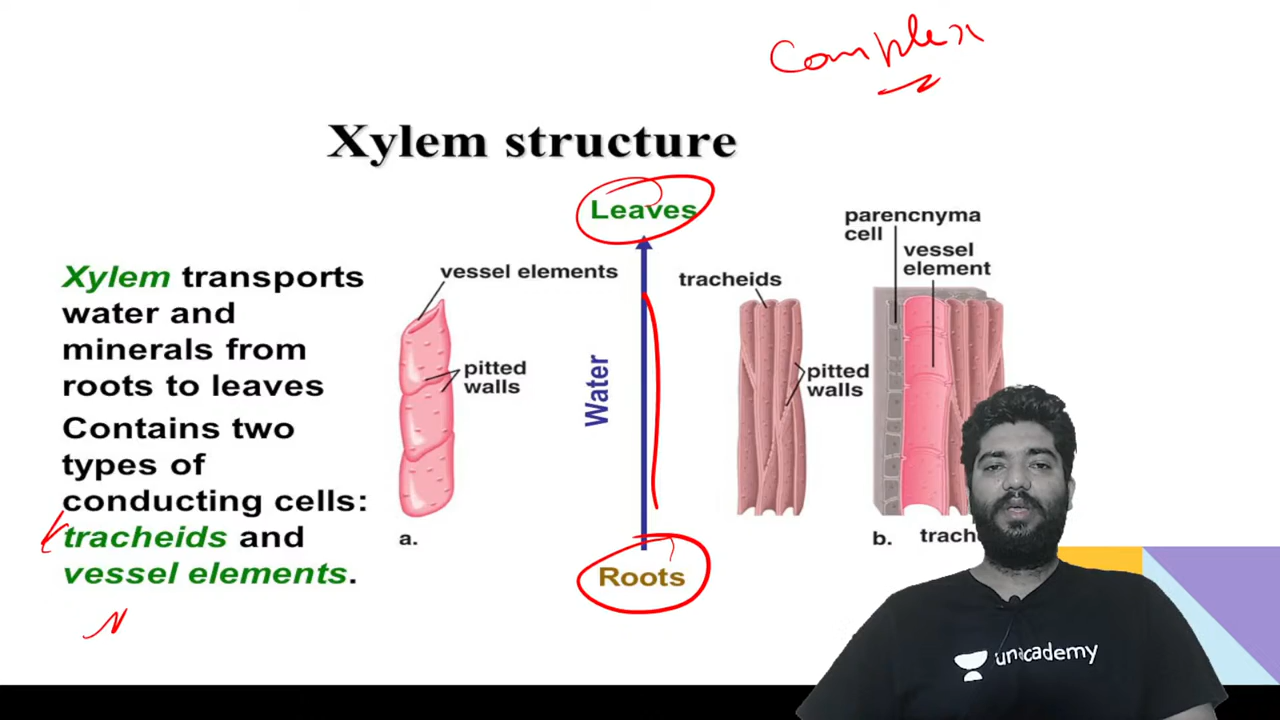 Complex
Xylem structure
Leaves
parencnyma
cell
vessel
element
vessel elements
tracheids
Xylem transports
water and
minerals from
roots to leaves
pitted
walls
Water
pitted
walls
Contains two
types of
conducting cells:
tracheids and
vessel elements.
a.
b.
Roots
unacademy